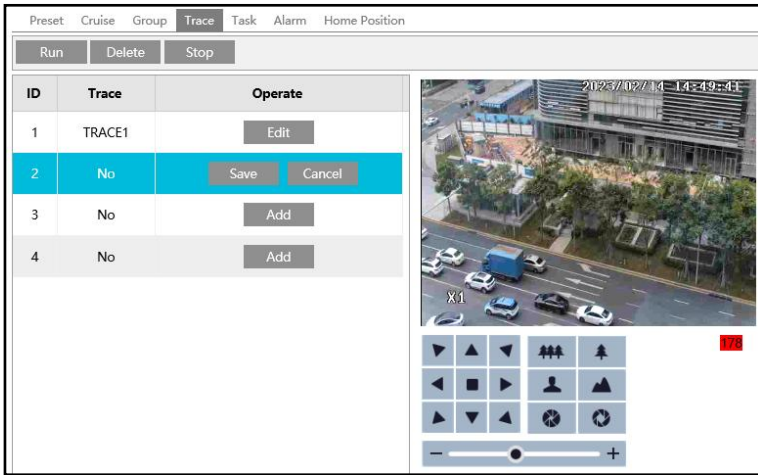 Preset Cruise Group Trace Task Alarm Home Position
Run Delete Stop
ID Trace Operate
1 TRACE1 Edit
2 No Save Cancel
3 No Add
4 No Add
2023/02/14 14:49:41
X1
178